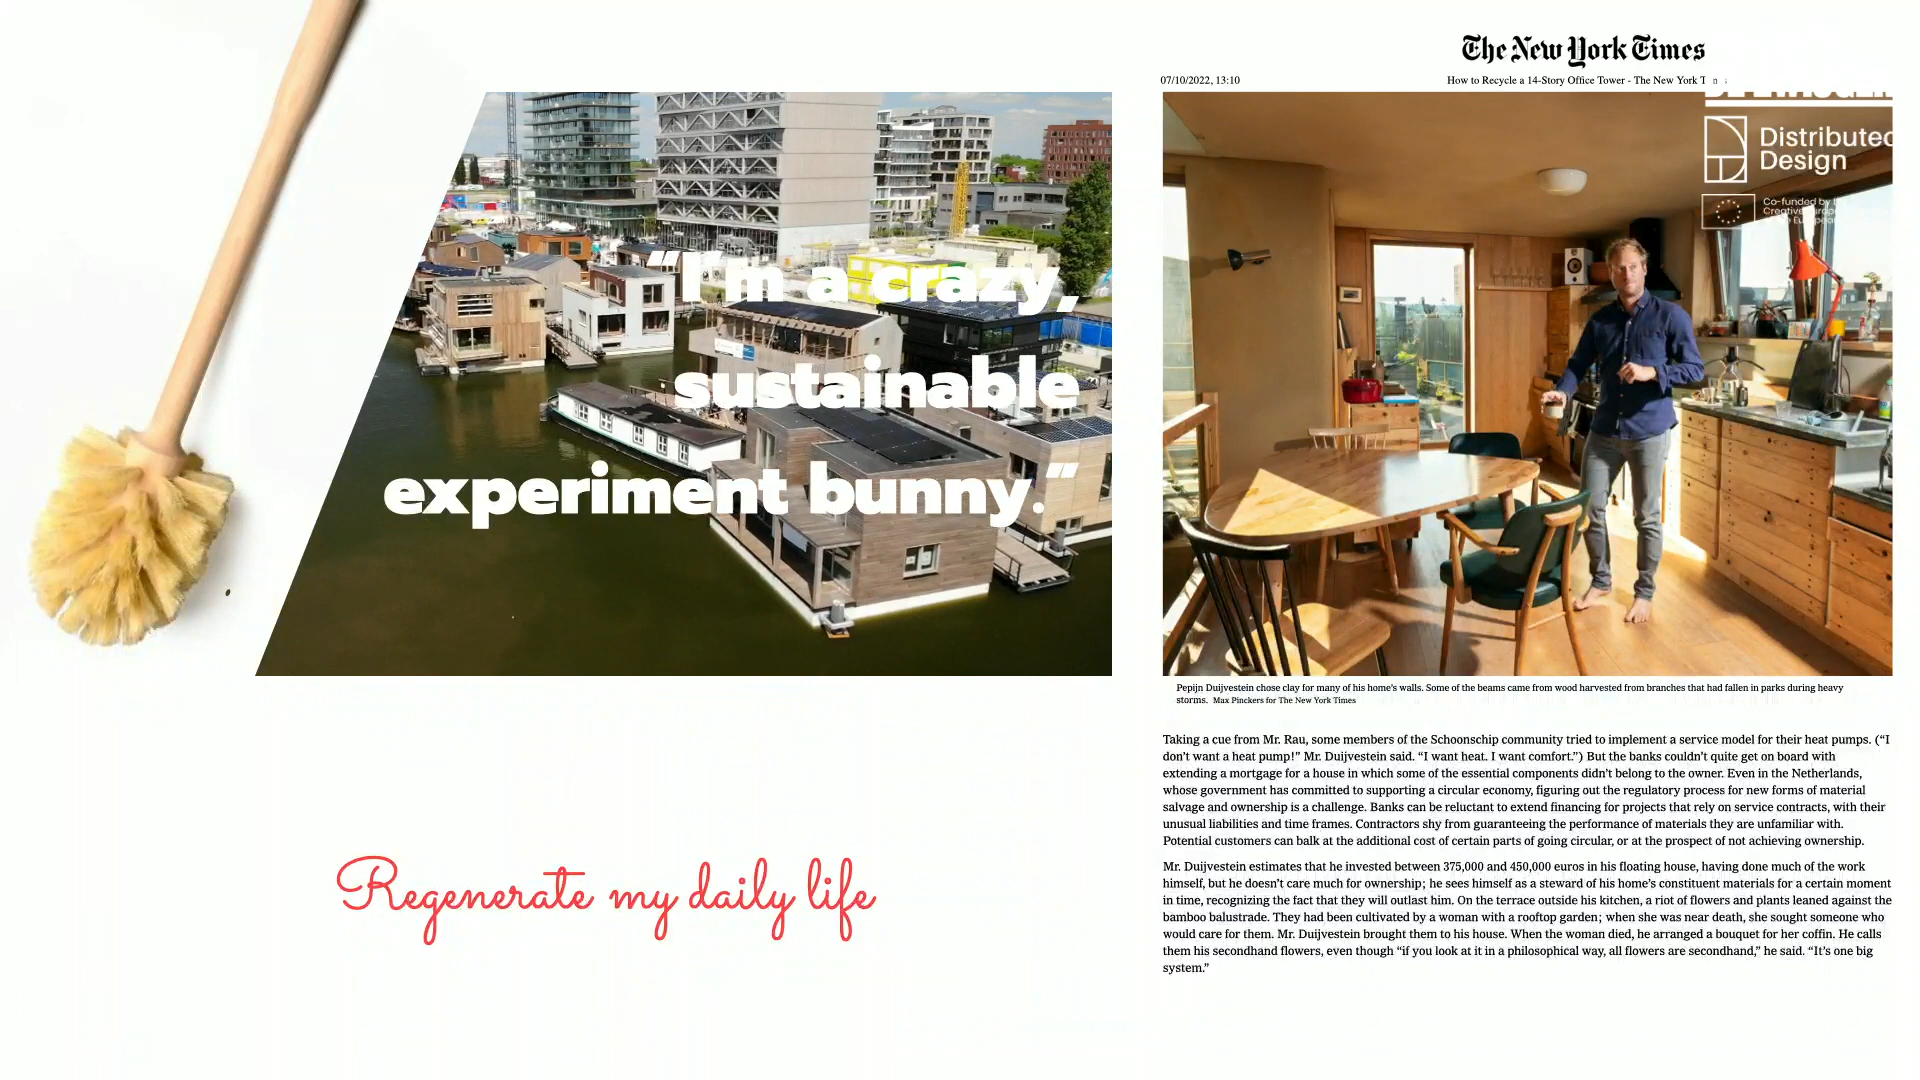 “I'm a crazy,
sustainable
experiment bunny.”
Regenerate my daily life
The New York Times
07/10/2022, 13:10
How to Recycle a 14-Story Office Tower - The New York
Distributed
Design
Co-funded by
Pepijn Duijvestein chose clay for many of his home's walls. Some of the beams came from wood harvested from branches that had fallen in parks during heavy
storms. Max Pinckers for The New York Times
Taking a cue from Mr. Rau, some members of the Schoonschip community tried to implement a service model for their heat pumps. (“I
don't want a heat pump!” Mr. Duijvestein said. “I want heat. I want comfort.”) But the banks couldn't quite get on board with
extending a mortgage for a house in which some of the essential components didn't belong to the owner. Even in the Netherlands,
whose government has committed to supporting a circular economy, figuring out the regulatory process for new forms of material
salvage and ownership is a challenge. Banks can be reluctant to extend financing for projects that rely on service contracts, with their
unusual liabilities and time frames. Contractors shy from guaranteeing the performance of materials they are unfamiliar with.
Potential customers can balk at the additional cost of certain parts of going circular, or at the prospect of not achieving ownership.
Mr. Duijvestein estimates that he invested between 375,000 and 450,000 euros in his floating house, having done much of the work
himself, but he doesn't care much for ownership; he sees himself as a steward of his home's constituent materials for a certain moment
in time, recognizing the fact that they will outlast him. On the terrace outside his kitchen, a riot of flowers and plants leaned against the
bamboo balustrade. They had been cultivated by a woman with a rooftop garden; when she was near death, she sought someone who
would care for them. Mr. Duijvestein brought them to his house. When the woman died, he arranged a bouquet for her coffin. He calls
them his secondhand flowers, even though “if you look at it in a philosophical way, all flowers are secondhand,” he said. “It's one big
system.”